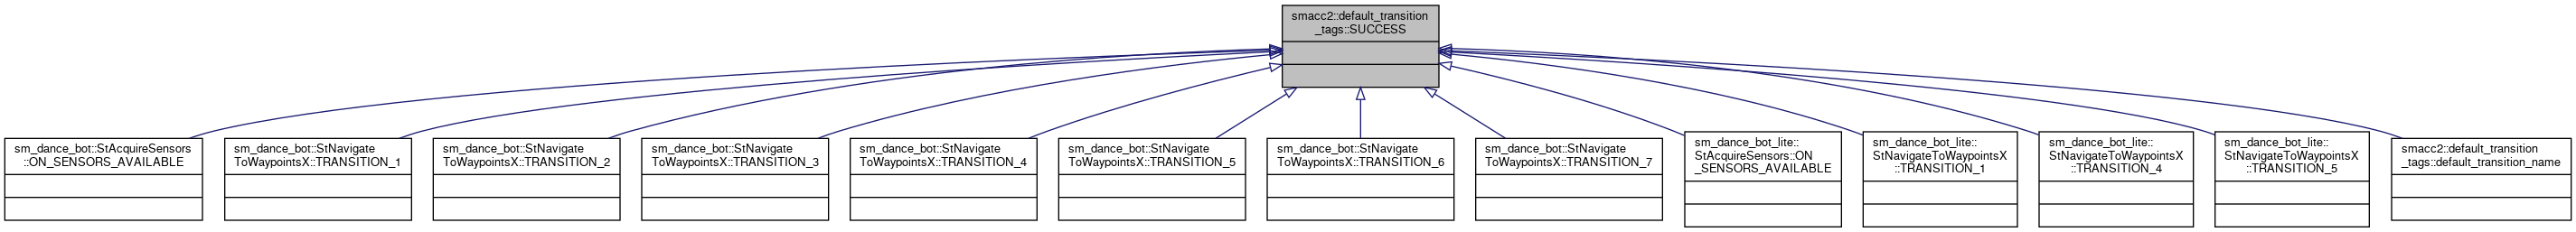 smacc2::default_transition
_tags::SUCCESS
sm_dance_bot::StAcquireSensors
::ON_SENSORS_AVAILABLE
sm_dance_bot::StNavigate
ToWaypointsX::TRANSITION_1
sm_dance_bot::StNavigate
ToWaypointsX::TRANSITION_2
sm_dance_bot::StNavigate
ToWaypointsX::TRANSITION_3
sm_dance_bot::StNavigate
ToWaypointsX::TRANSITION_4
sm_dance_bot::StNavigate
ToWaypointsX::TRANSITION_5
sm_dance_bot::StNavigate
ToWaypointsX::TRANSITION_6
sm_dance_bot::StNavigate
ToWaypointsX::TRANSITION_7
sm_dance_bot_lite::
StAcquireSensors::ON
_SENSORS_AVAILABLE
sm_dance_bot_lite::
StNavigateToWaypointsX
::TRANSITION_1
sm_dance_bot_lite::
StNavigateToWaypointsX
::TRANSITION_4
sm_dance_bot_lite::
StNavigateToWaypointsX
::TRANSITION_5
smacc2::default_transition
_tags::default_transition_name